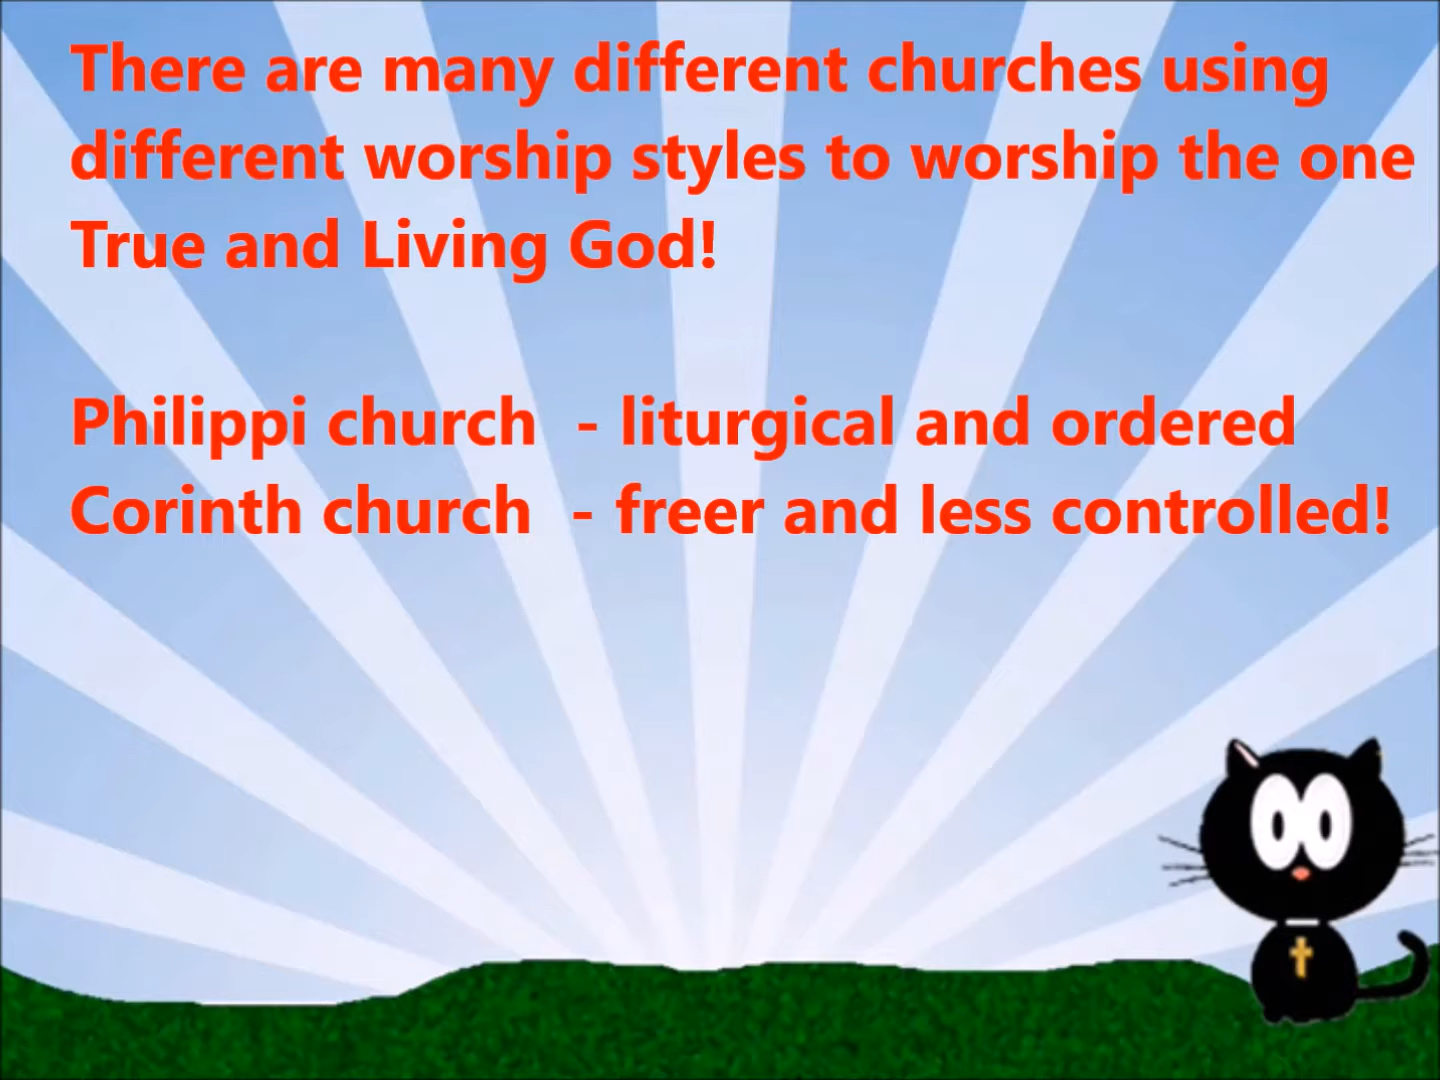 There are many different churches using
different worship styles to worship the one
True and Living God!
Philippi church - liturgical and ordered
Corinth church - freer and less controlled!